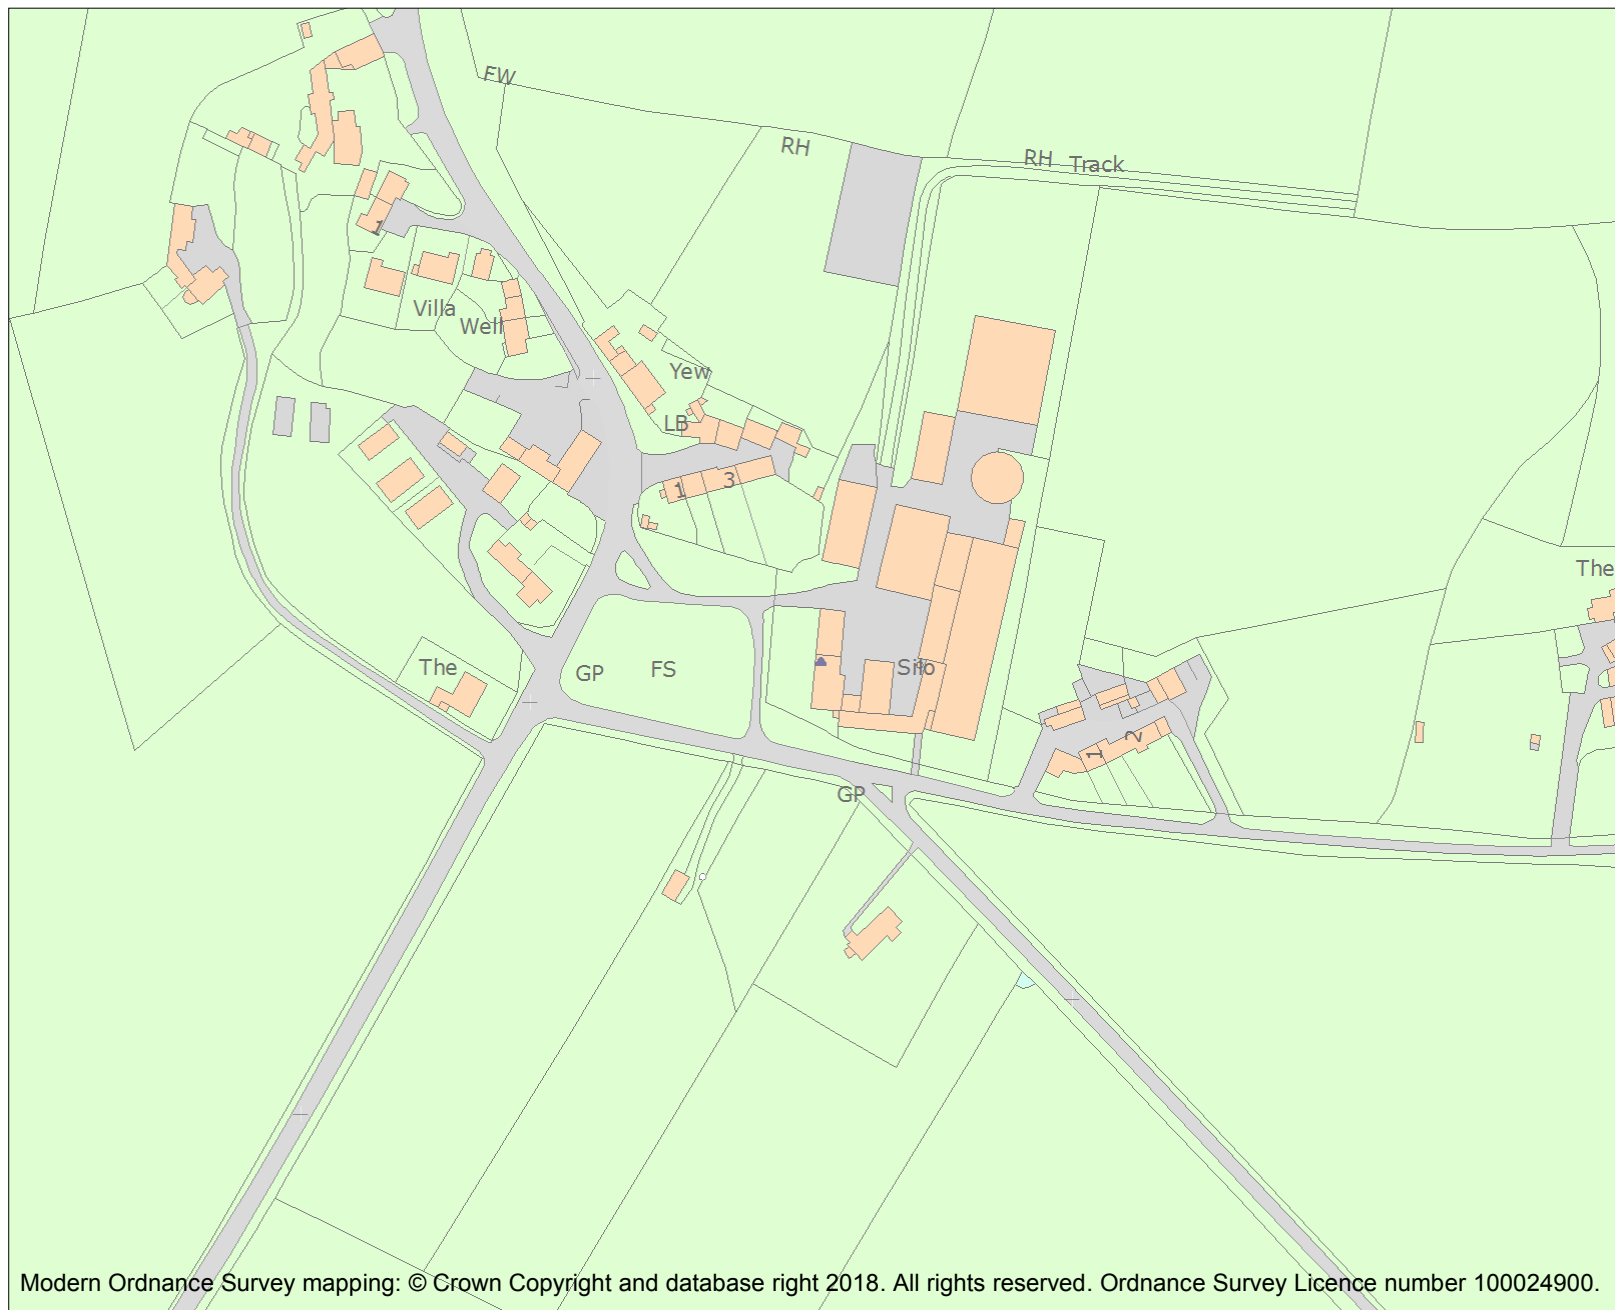 FW
RH
RH Track
1
Villa
Well
Yew
LB
1
3
The
The
GP
FS
Silo
1
2
GP
Modern Ordnance Survey mapping: © Crown Copyright and database right 2018. All rights reserved. Ordnance Survey Licence number 100024900.